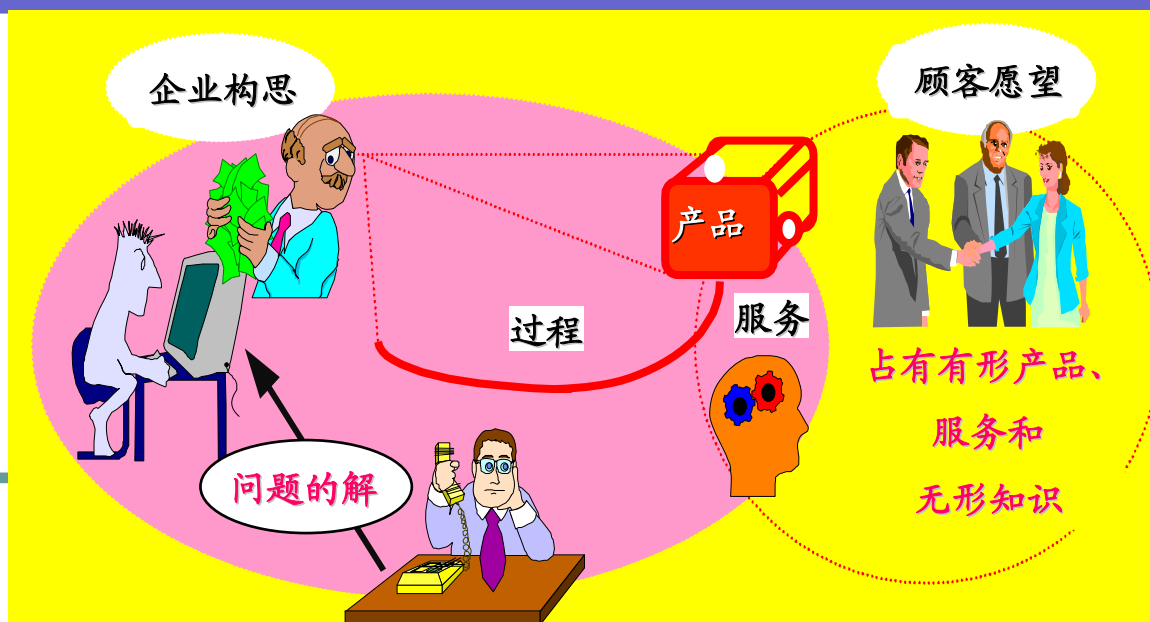 企业构思
顾客愿望
产品
服务
过程
占有有形产品、
服务和
无形知识
问题的解